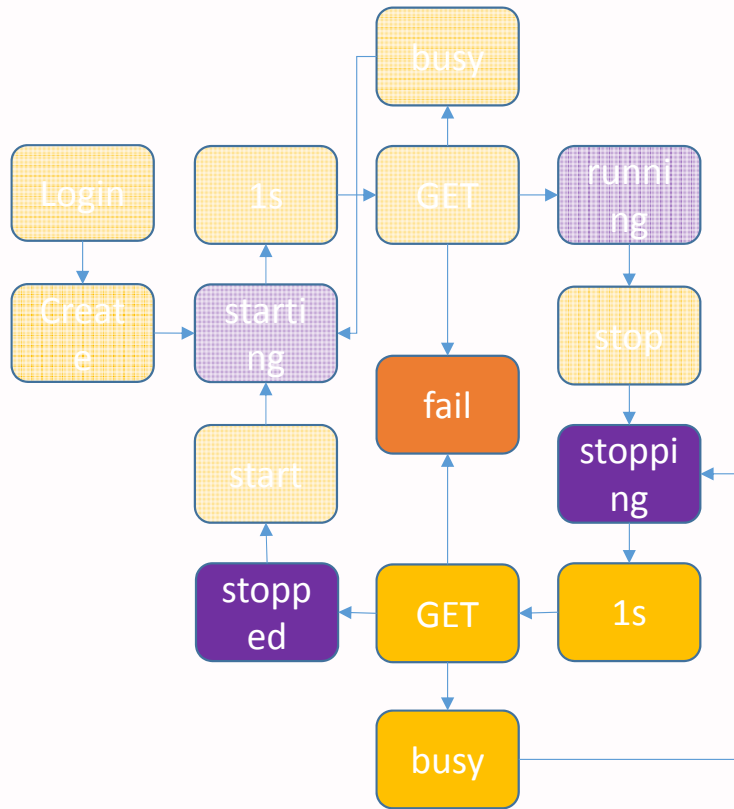 busy
Login
1s
GET
runni
ng
Creat
e
starti
ng
stop
fail
start
stoppi
ng
stopp
ed
GET
1s
busy